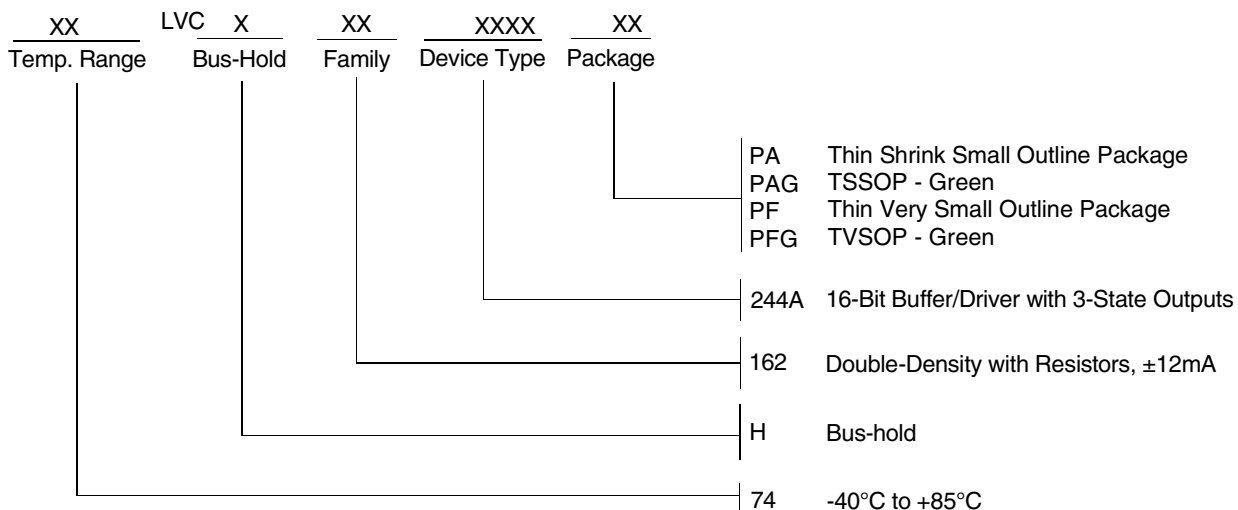 XX LVC X XX XXXX XX
Temp. Range Bus-Hold Family Device Type Package
PA Thin Shrink Small Outline Package
PAG TSSOP - Green
PF Thin Very Small Outline Package
PFG TVSOP - Green
244A 16-Bit Buffer/Driver with 3-State Outputs
162 Double-Density with Resistors, ±12mA
H Bus-hold
74 -40°C to +85°C